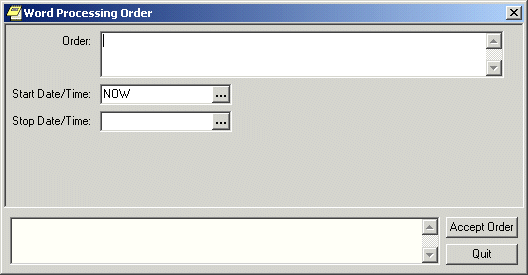 Word Processing Order
Order:
Start Date/Time: NOW ...
Stop Date/Time: ...
Accept Order
Quit